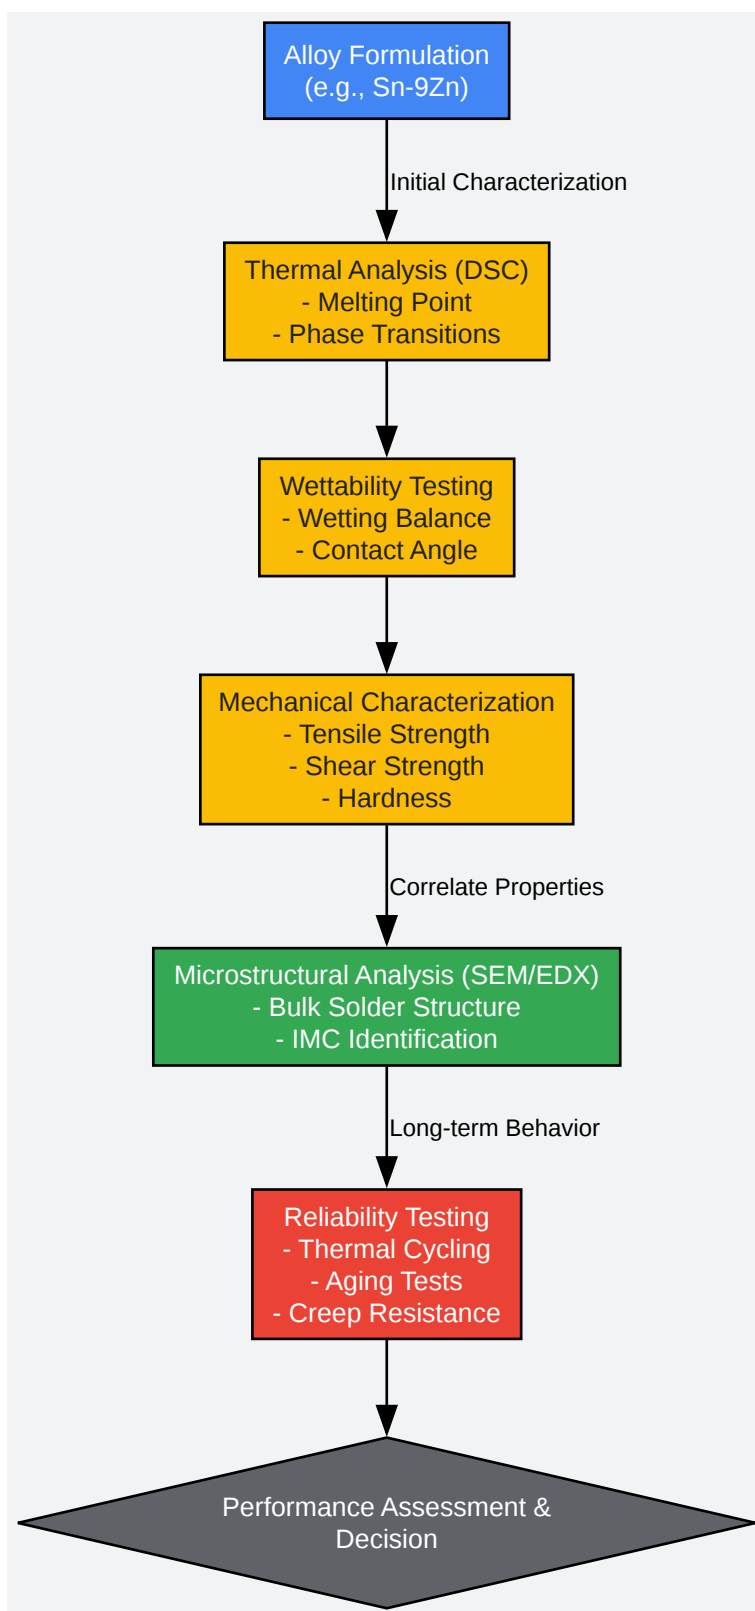 Alloy Formulation
(e.g., Sn-9Zn)
Initial Characterization
Thermal Analysis (DSC)
- Melting Point
- Phase Transitions
Wettability Testing
- Wetting Balance
- Contact Angle
Mechanical Characterization
- Tensile Strength
- Shear Strength
- Hardness
Correlate Properties
Microstructural Analysis (SEM/EDX)
- Bulk Solder Structure
- IMC Identification
Long-term Behavior
Reliability Testing
- Thermal Cycling
- Aging Tests
- Creep Resistance
Performance Assessment &
Decision